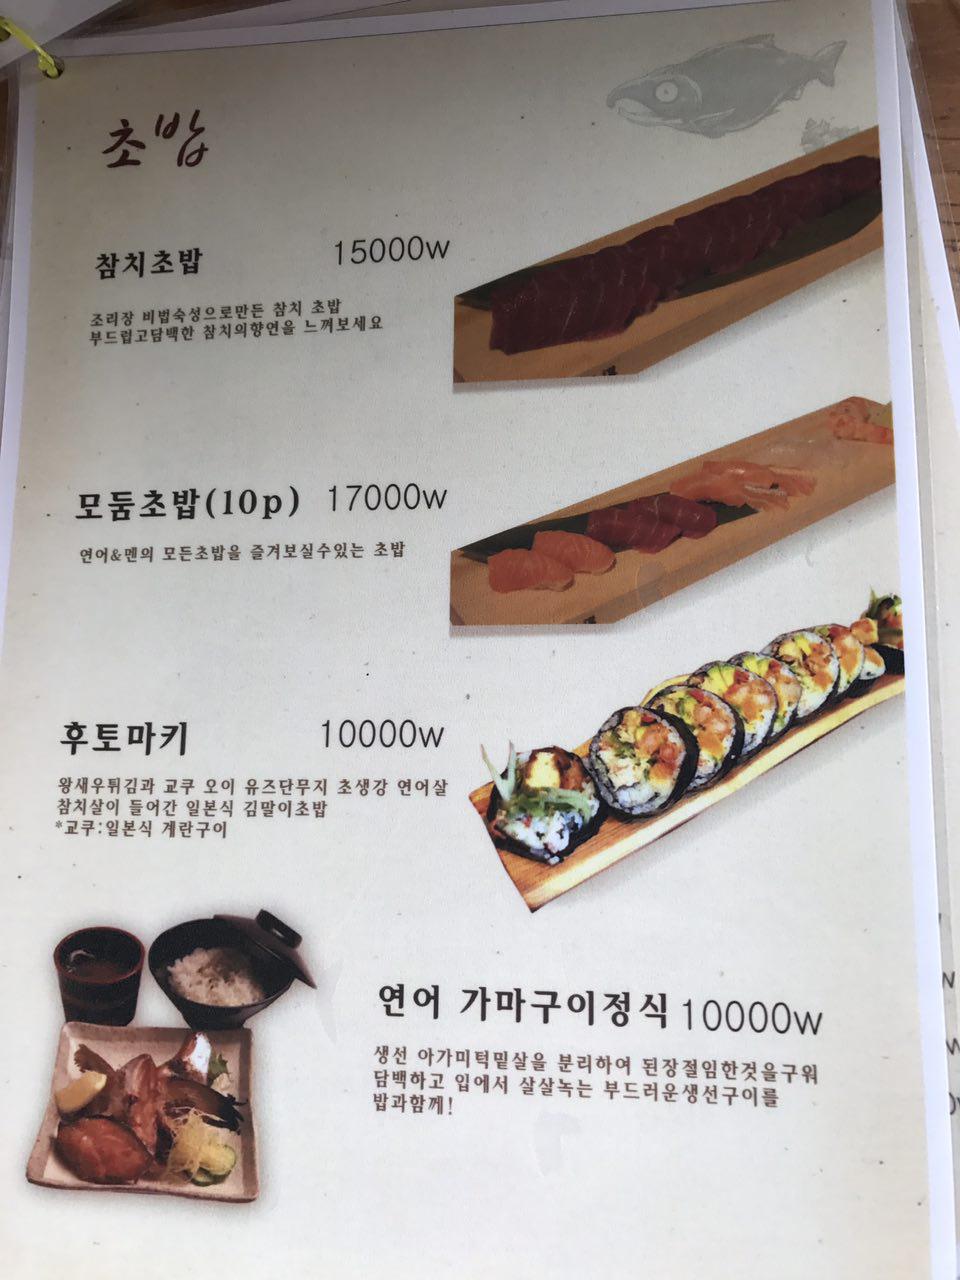 초밥
참치초밥 15000w
조리장 비법숙성으로만든 참치 초밥
부드럽고담백한 참치의향연을 느껴보세요
모둠초밥(10p) 17000w
연어&멘의 모든초밥을 즐겨보실수있는 초밥
후토마키 10000w
왕새우튀김과 교쿠 오이 유즈단무지 초생강 연어살
참치살이 들어간 일본식 김말이초밥
*교쿠:일본식 계란구이
연어 가마구이정식 10000w
생선 아가미턱밑살을 분리하여 된장절임한것을구워
담백하고 입에서 살살녹는 부드러운생선구이를
밥과함께!